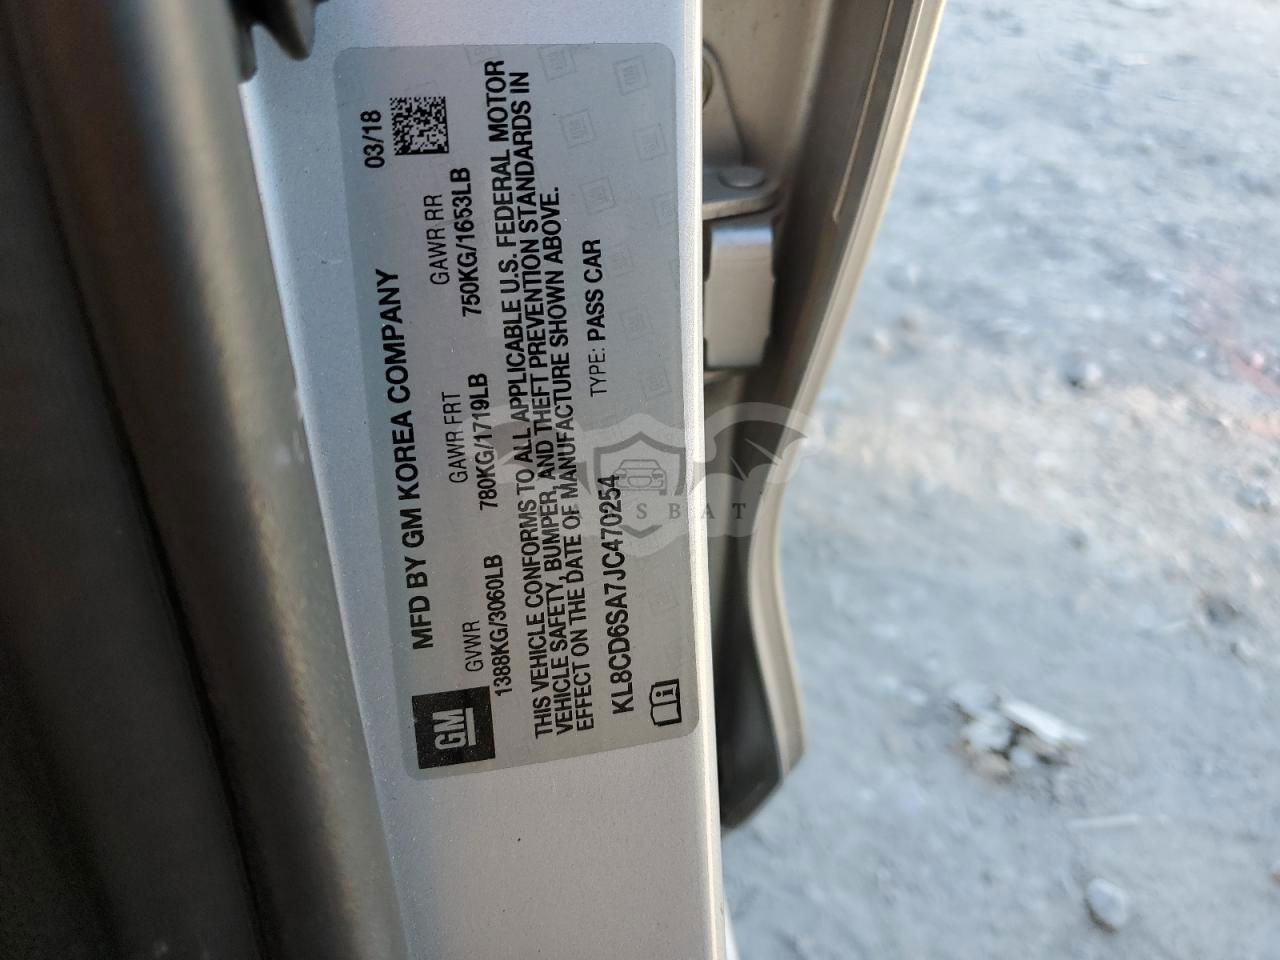 MFD BY GM KOREA COMPANY 03/18
GM
GVWR GAWR FRT GAWR RR
1388KG/3060LB 780KG/1719LB 750KG/1653LB
THIS VEHICLE CONFORMS TO ALL APPLICABLE U.S. FEDERAL MOTOR
VEHICLE SAFETY, BUMPER, AND THEFT PREVENTION STANDARDS IN
EFFECT ON THE DATE OF MANUFACTURE SHOWN ABOVE.
KL8CD6SA7JC470254 TYPE: PASS CAR